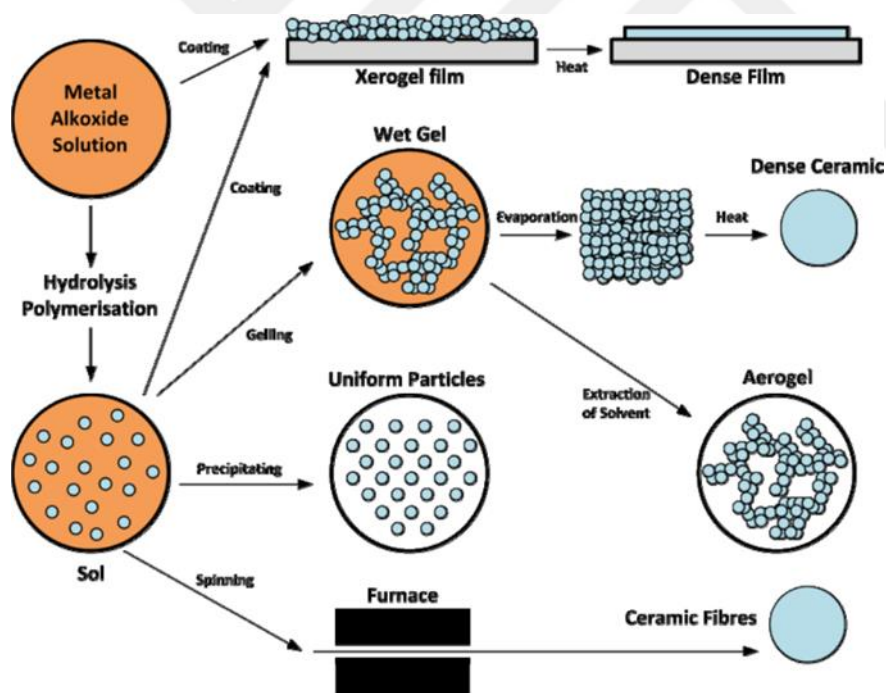 Coating
Xerogel film
Heat
Dense Film
Metal
Alkoxide
Solution
Wet Gel
Coating
Dense Ceramic
Evaporation
Heat
Hydrolysis
Polymerisation
Gelling
Uniform Particles
Extraction
of Solvent
Aerogel
Precipitating
Sol
Spinning
Furnace
Ceramic Fibres